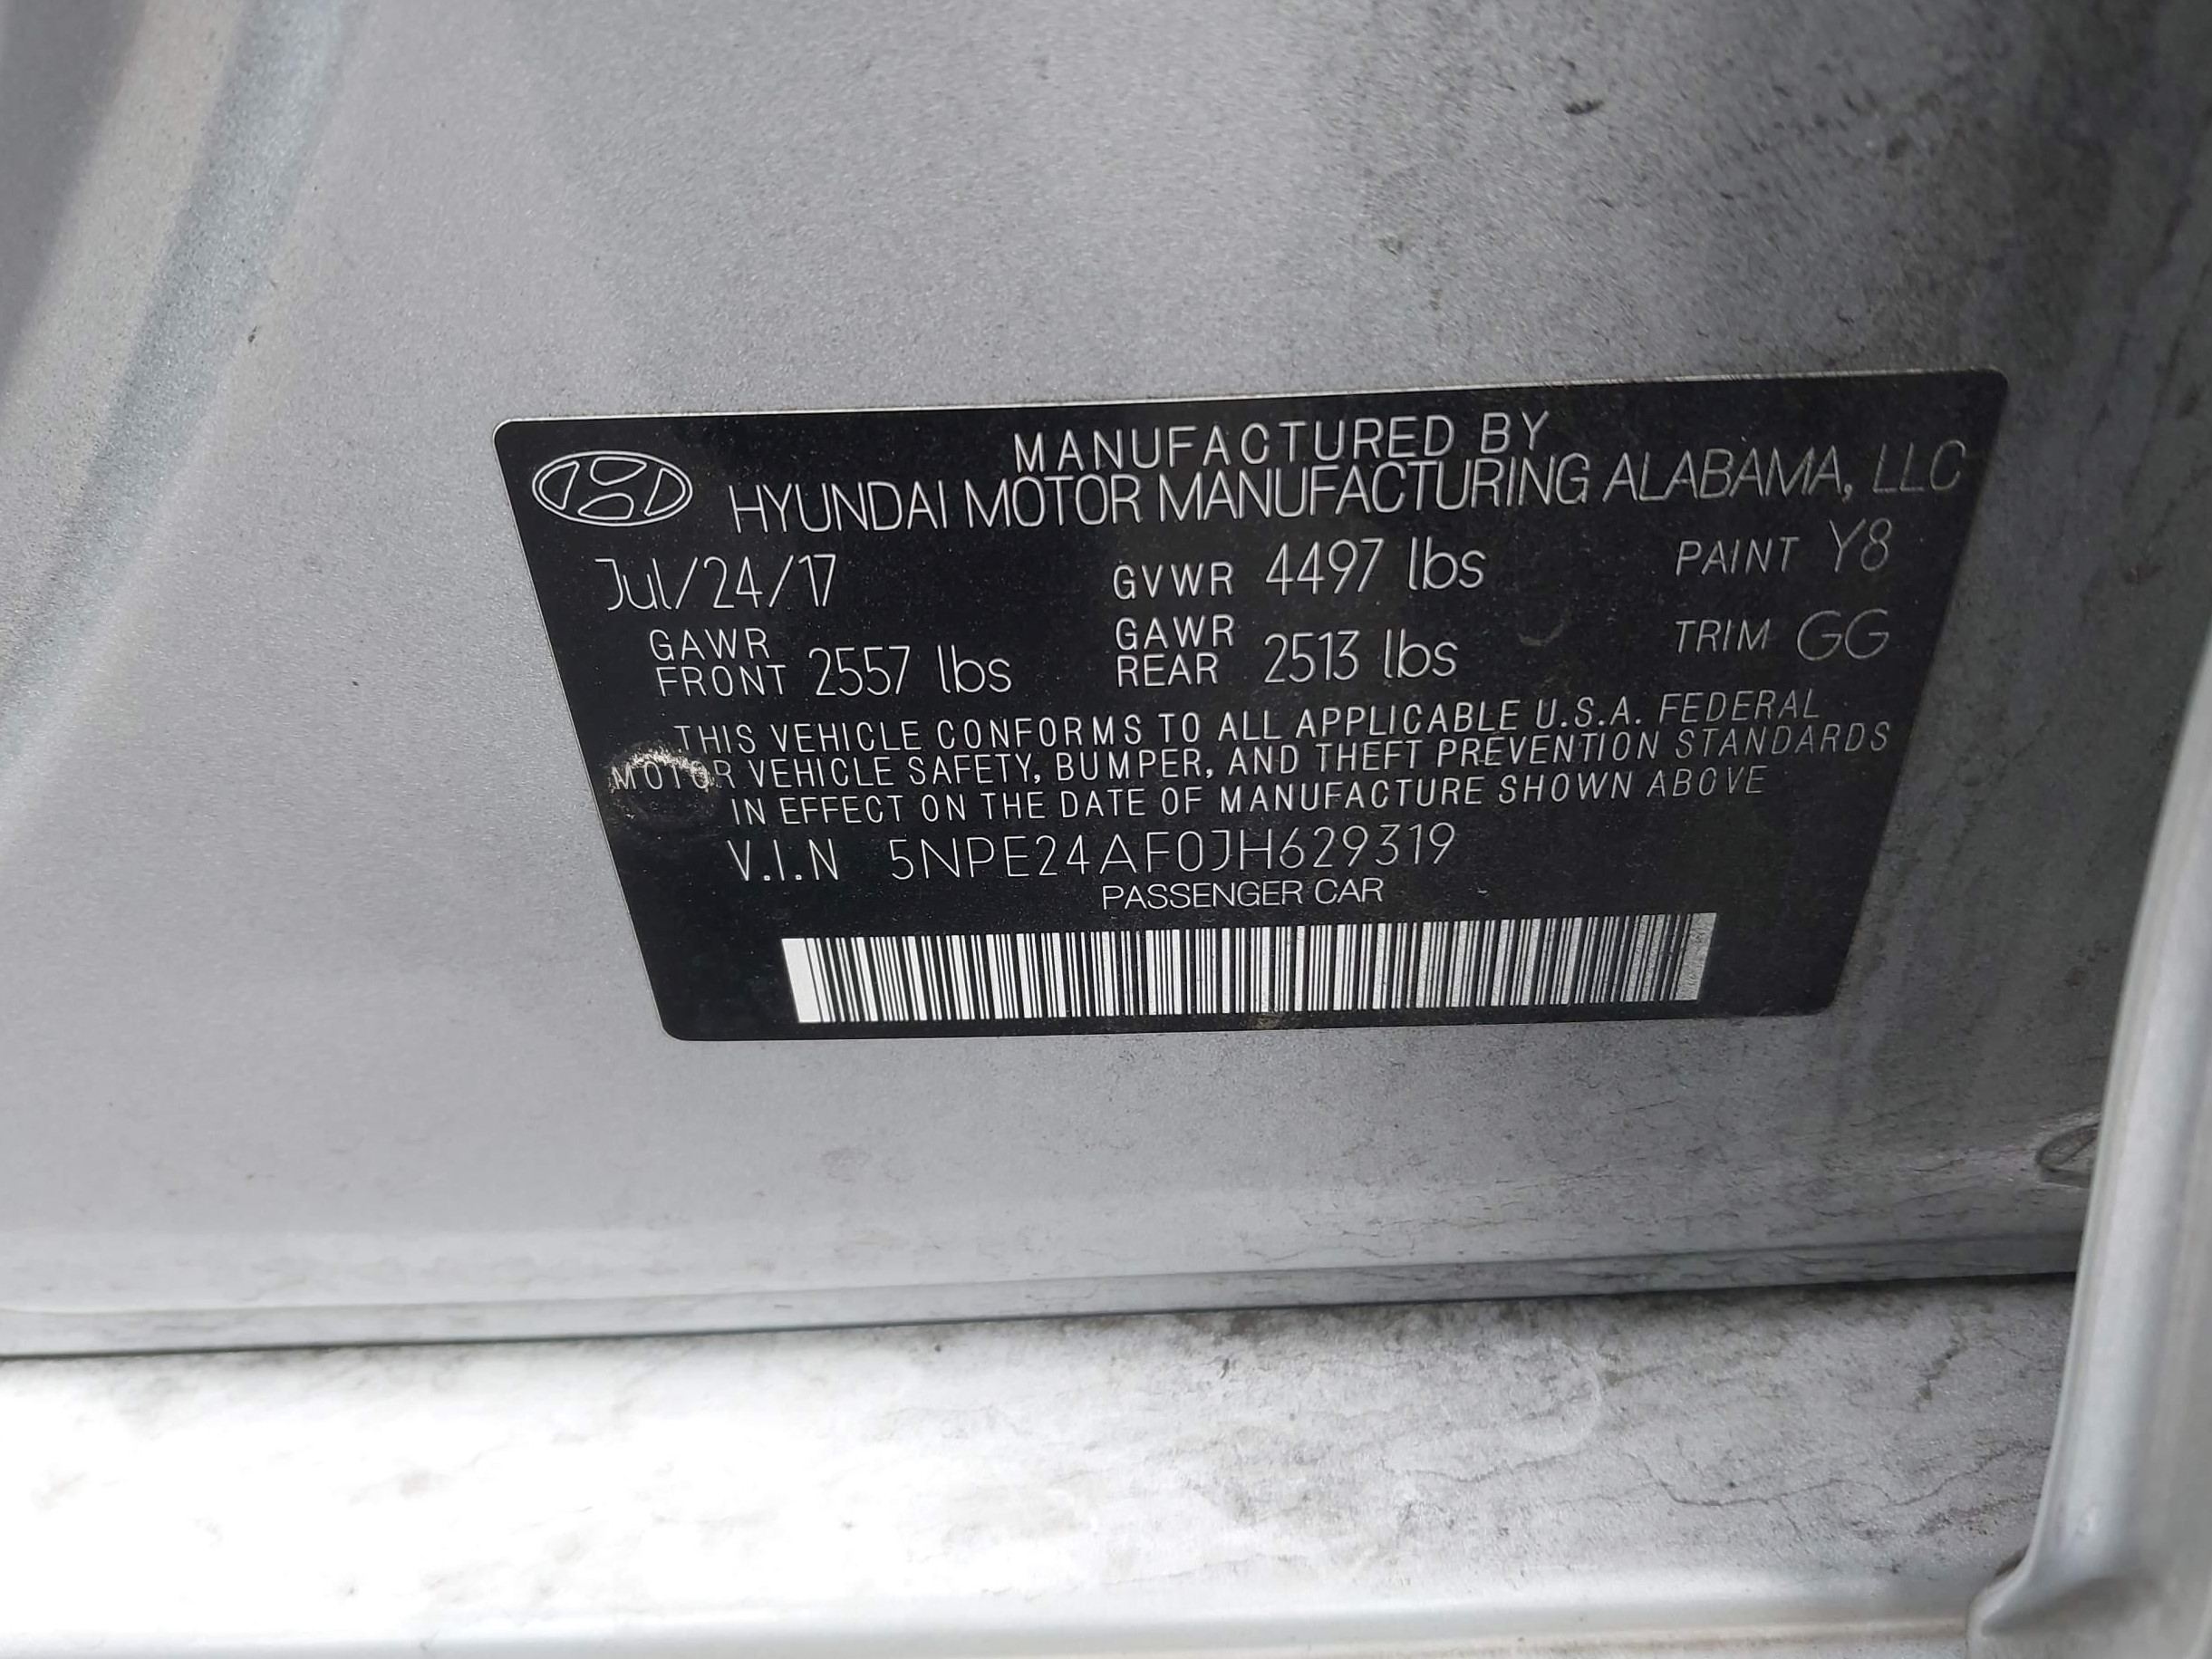 MANUFACTURED BY
HYUNDAI MOTOR MANUFACTURING ALABAMA, LLC
Jul/24/17 GVWR 4497 lbs PAINT Y8
GAWR FRONT 2557 lbs GAWR REAR 2513 lbs TRIM GG
THIS VEHICLE CONFORMS TO ALL APPLICABLE U.S.A. FEDERAL
MOTOR VEHICLE SAFETY, BUMPER, AND THEFT PREVENTION STANDARDS
IN EFFECT ON THE DATE OF MANUFACTURE SHOWN ABOVE
V.I.N 5NPE24AF0JH629319
PASSENGER CAR